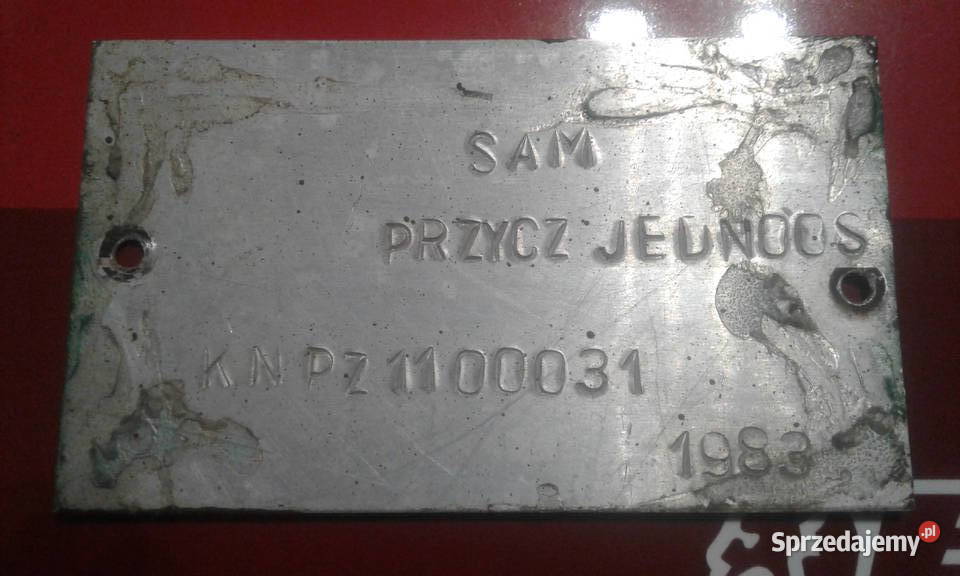 SAM
PRZYCZ JEDNOOS
KNPZ1100031
1983
Sprzedajemy.pl